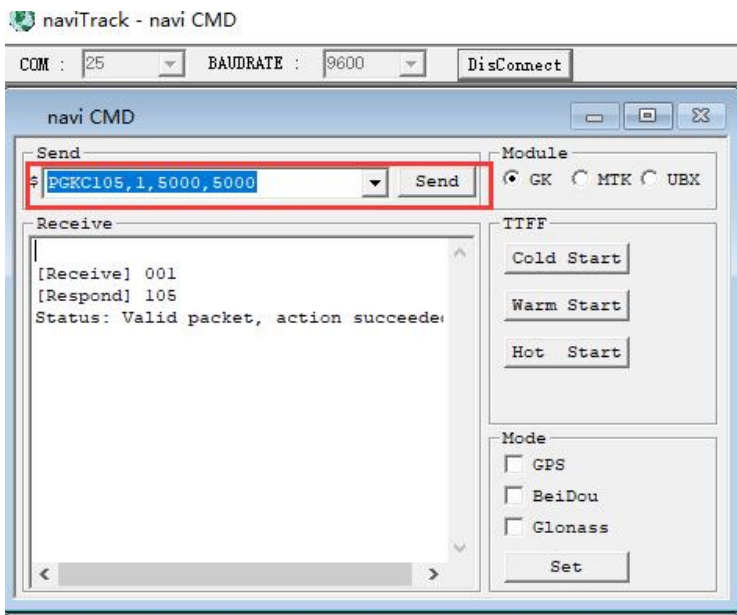 naviTrack - navi CMD
COM : 25 BAUDRATE : 9600 DisConnect
navi CMD
Send
$ PGKC105,1,5000,5000 Send
Module
GK MTK UBX
Receive
[Receive] 001
[Respond] 105
Status: Valid packet, action succeeded
TTFF
Cold Start
Warm Start
Hot Start
Mode
GPS
BeiDou
Glonass
Set